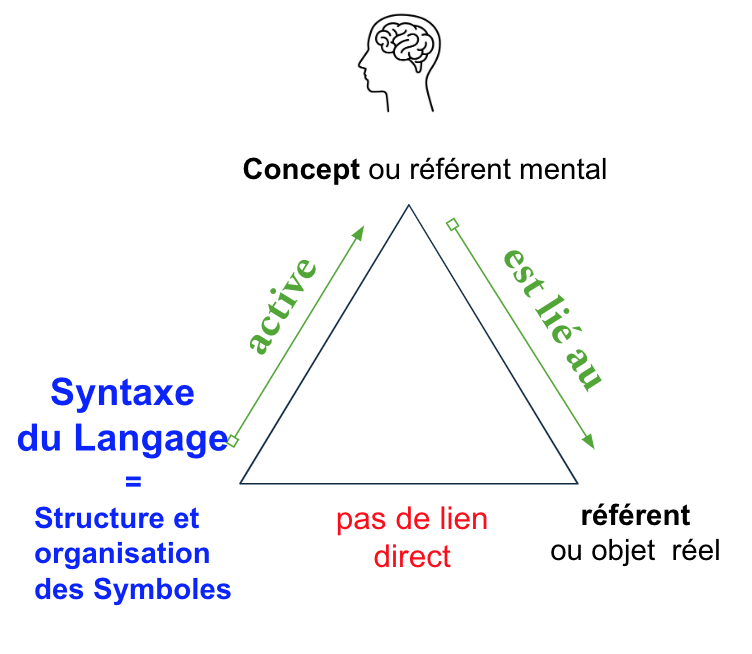 Concept ou référent mental
active
est lié au
Syntaxe
du Langage
=
Structure et
organisation
des Symboles
pas de lien
direct
référent
ou objet réel